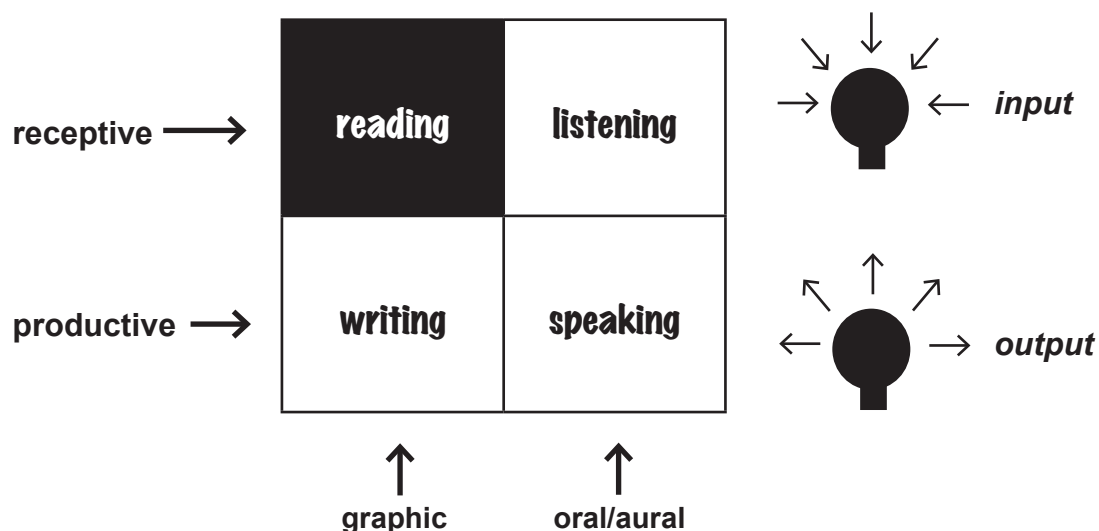 receptive
reading
listening
input
productive
writing
speaking
output
graphic
oral/aural